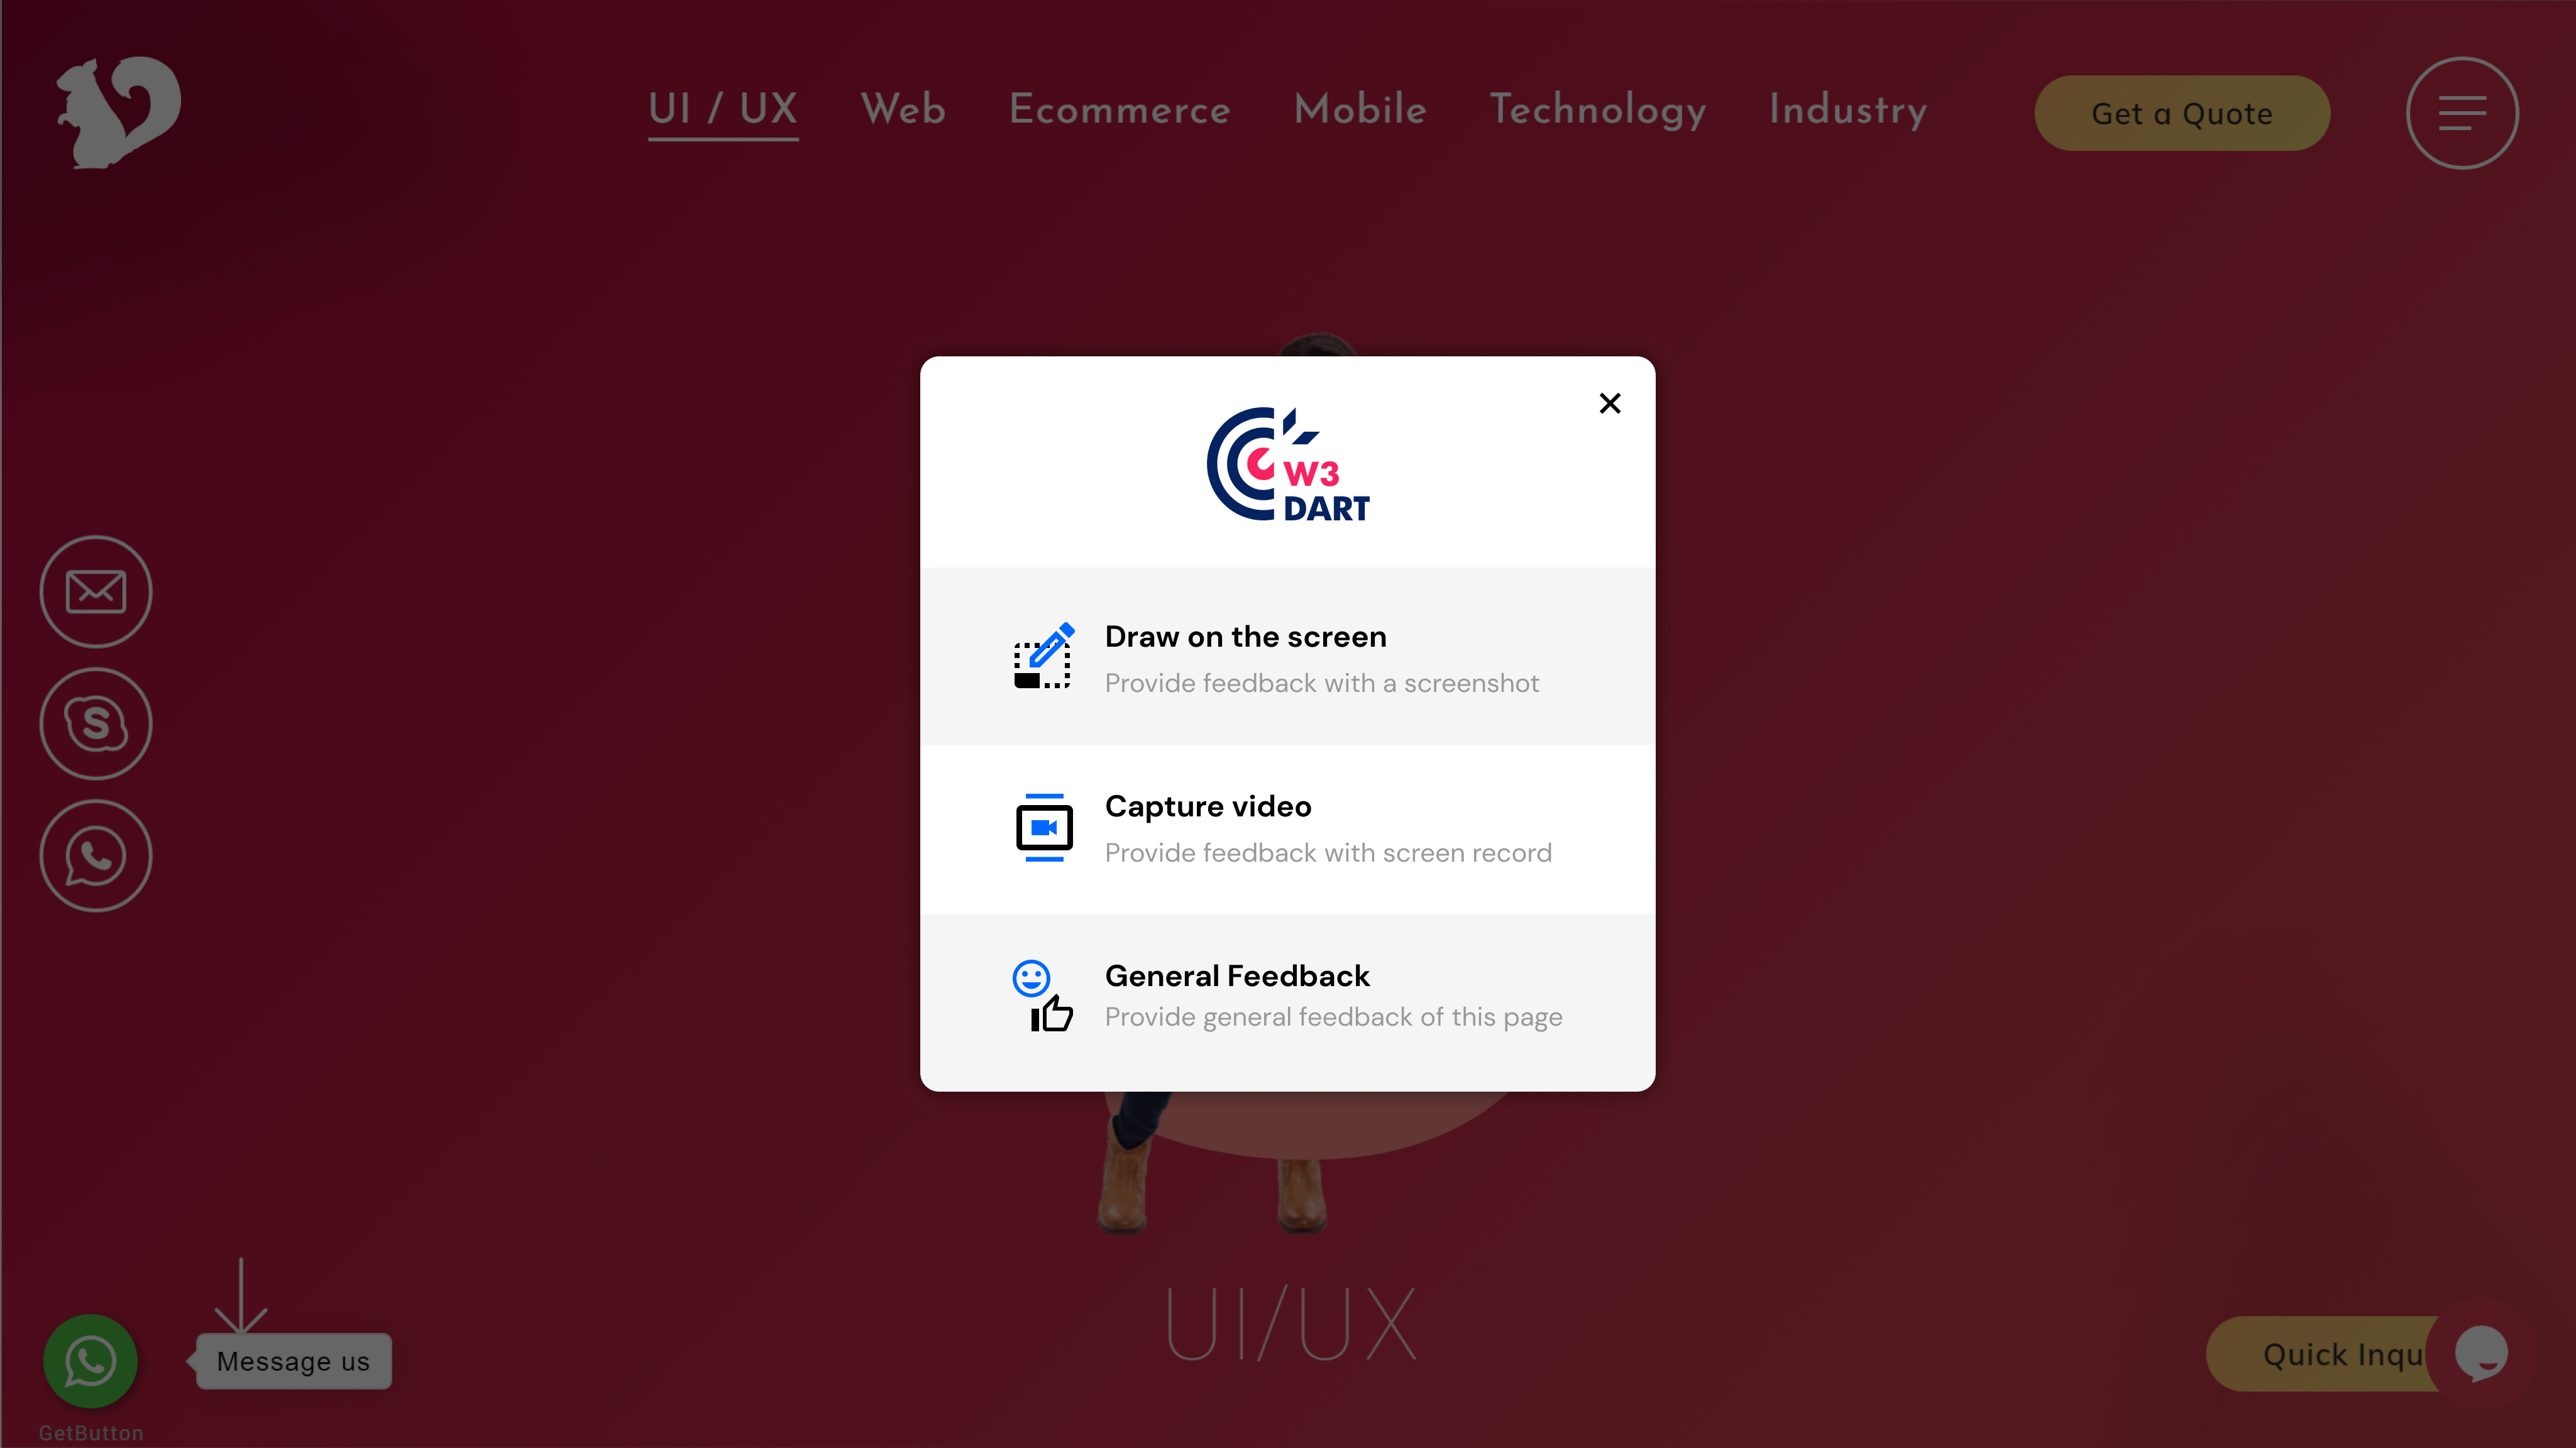 UI / UX
Web
Ecommerce
Mobile
Technology
Industry
Get a Quote
W3
DART
Draw on the screen
Provide feedback with a screenshot
Capture video
Provide feedback with screen record
General Feedback
Provide general feedback of this page
UI/UX
Message us
GetButton
Quick Inqu